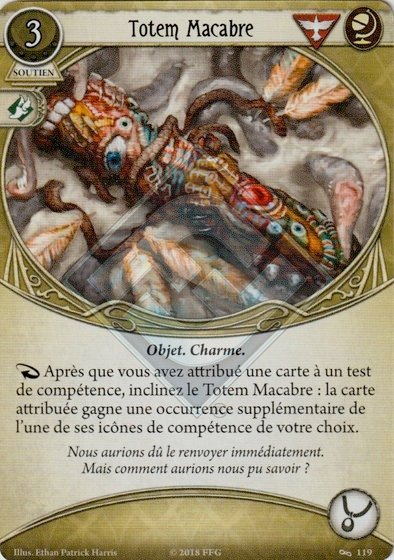 3
Totem Macabre
SOUTIEN
Objet. Charme.
Après que vous avez attribué une carte à un test
de compétence, inclinez le Totem Macabre : la carte
attribuée gagne une occurrence supplémentaire de
l'une de ses icônes de compétence de votre choix.
Nous aurions dû le renvoyer immédiatement.
Mais comment aurions nous pu savoir ?
Illus. Ethan Patrick Harris
© 2018 FFG
119